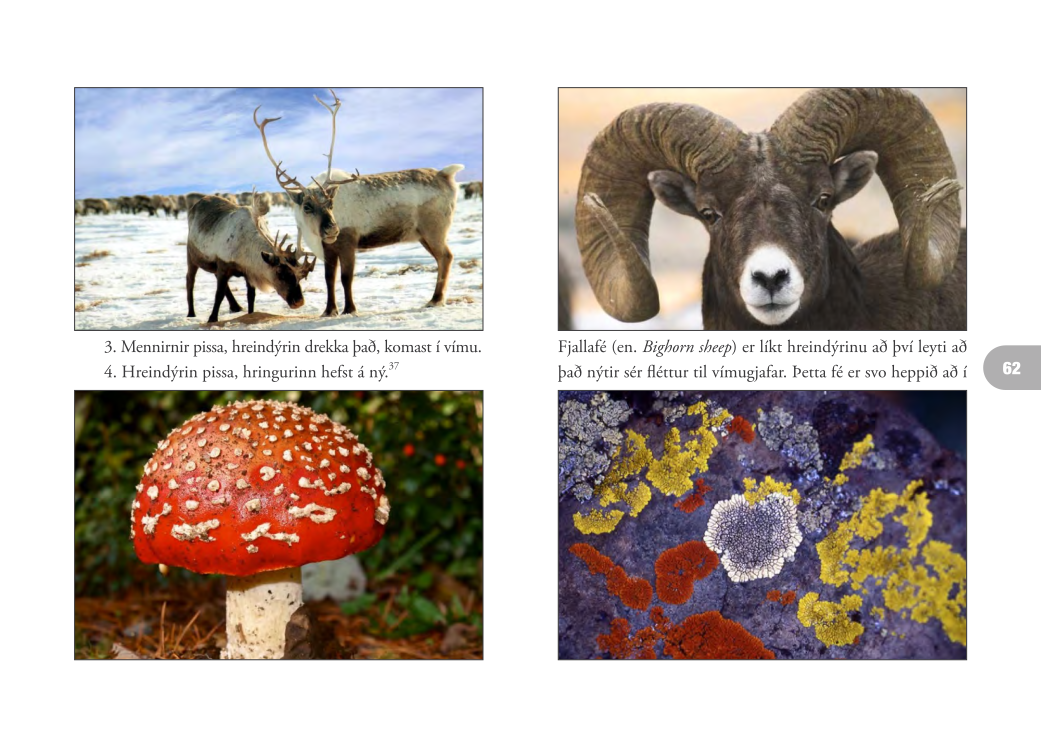 3. Mennirnir pissa, hreindýrin drekka það, komast í vímu.
4. Hreindýrin pissa, hringurinn hefst á ný.37
Fjallafé (en. Bighorn sheep) er líkt hreindýrinu að því leyti að
það nýtir sér fléttur til vímugjafar. Þetta fé er svo heppið að í
62